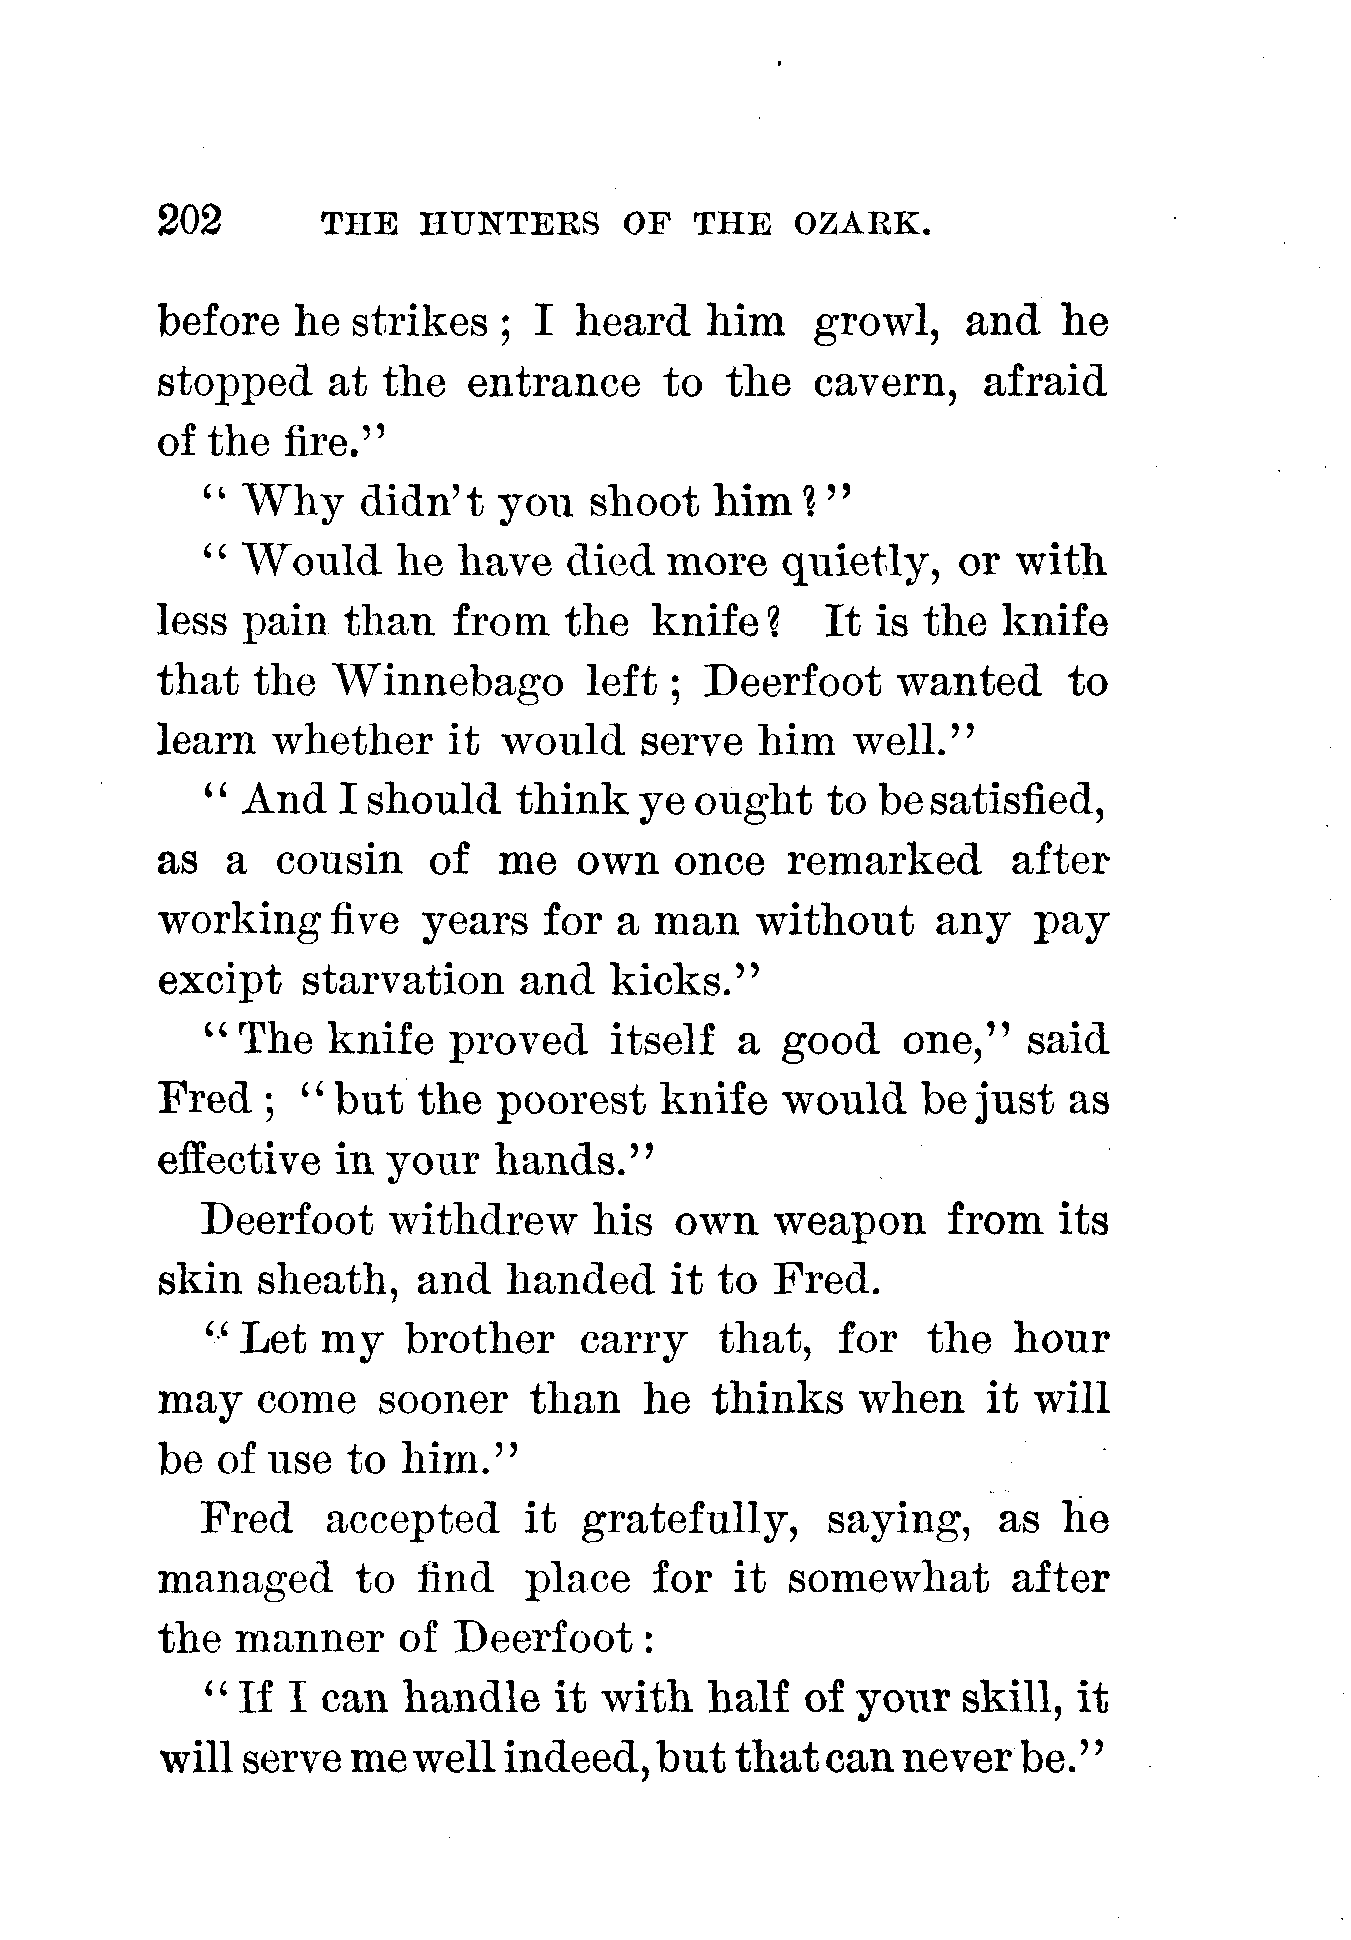 202 THE HUNTERS OF THE OZARK.
before he strikes ; I heard him growl, and he
stopped at the entrance to the cavern, afraid
of the fire."
" Why didn't you shoot him ? "
" Would he have died more quietly, or with
less pain than from the knife? It is the knife
that the Winnebago left ; Deerfoot wanted to
learn whether it would serve him well."
" And I should think ye ought to be satisfied,
as a cousin of me own once remarked after
working five years for a man without any pay
excipt starvation and kicks."
" The knife proved itself a good one," said
Fred ; " but the poorest knife would be just as
effective in your hands."
Deerfoot withdrew his own weapon from its
skin sheath, and handed it to Fred.
" Let my brother carry that, for the hour
may come sooner than he thinks when it will
be of use to him."
Fred accepted it gratefully, saying, as he
managed to find place for it somewhat after
the manner of Deerfoot :
" If I can handle it with half of your skill, it
will serve me well indeed, but that can never be."